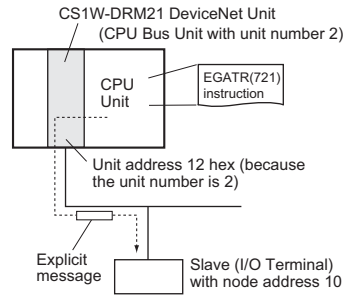 CS1W-DRM21 DeviceNet Unit
(CPU Bus Unit with unit number 2)
CPU
Unit
EGATR(721)
instruction
Unit address 12 hex (because
the unit number is 2)
Explicit
message
Slave (I/O Terminal)
with node address 10